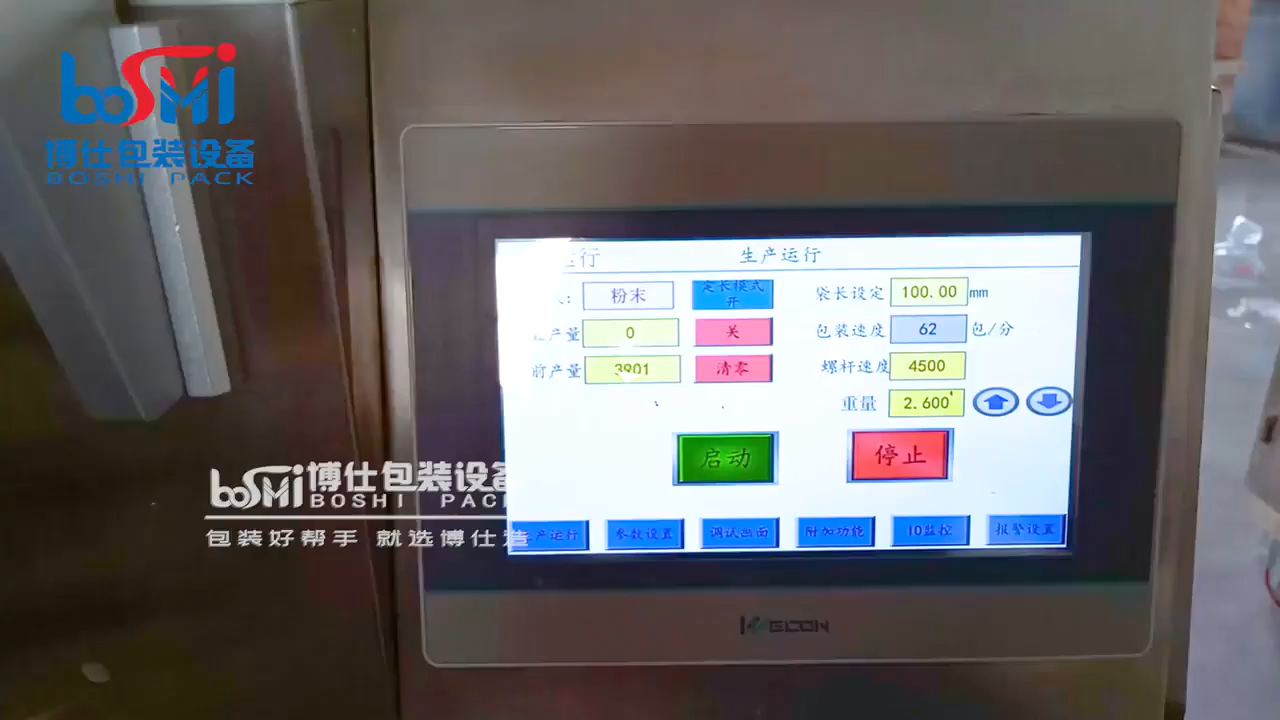 boSMi
博仕包装设备
BOSHI PACK
运行
生产运行
粉末
定长模式
开
袋长设定 100.00 mm
产量 0
关
包装速度 62 包/分
前产量 3901
清零
螺杆速度 4500
重量 2.600
启动
停止
生产运行
参数设置
调试画面
附加功能
IO监控
报警设置
boSMi 博仕包装设备
BOSHI PACK
包装好帮手 就选博仕造
WECON